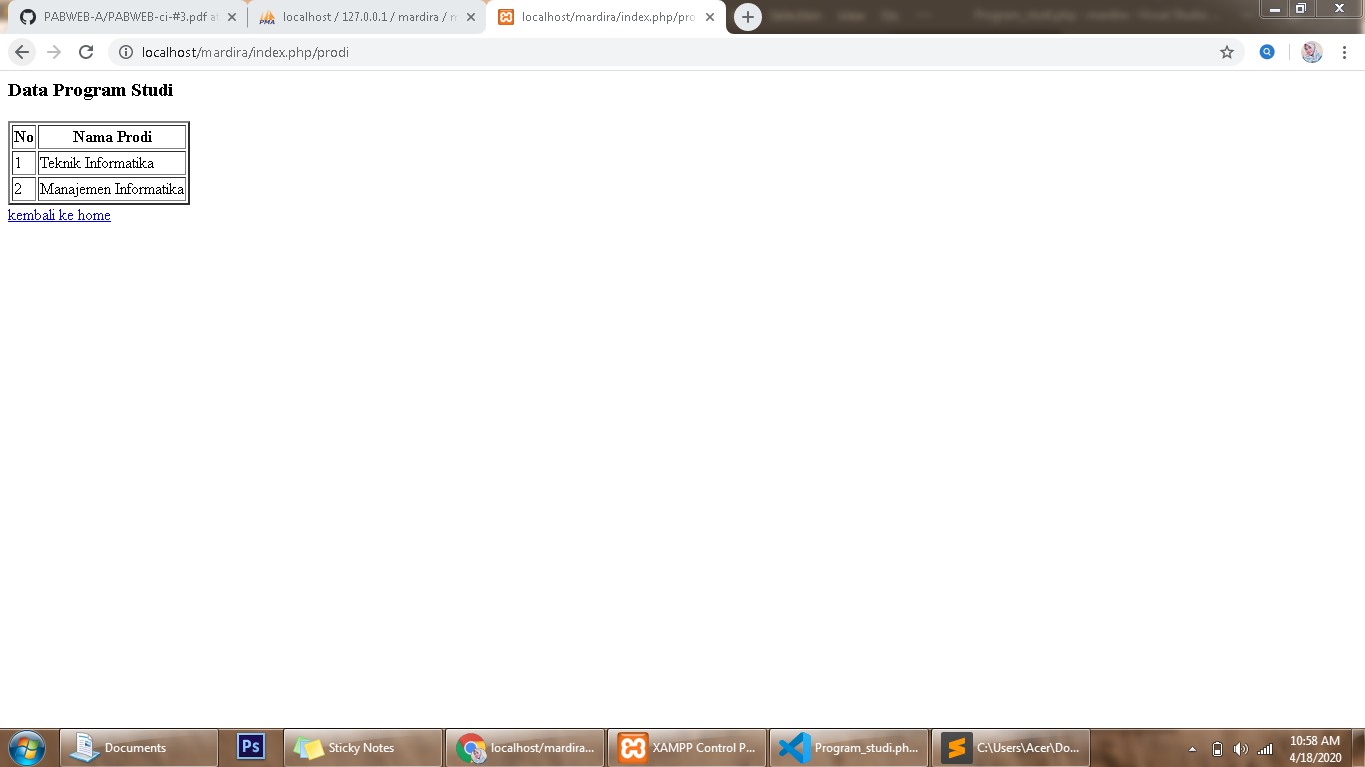 PABWEB-A/PABWEB-ci-#3.pdf at
localhost / 127.0.0.1 / mardira / m
localhost/mardira/index.php/pro
localhost/mardira/index.php/prodi
Data Program Studi
No Nama Prodi
1 Teknik Informatika
2 Manajemen Informatika
kembali ke home
Documents
Ps
Sticky Notes
localhost/mardira...
XAMPP Control P...
Program_studi.ph...
C:\Users\Acer\Do...
10:58 AM
4/18/2020